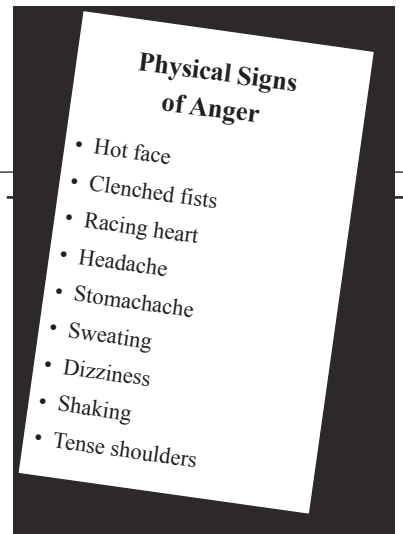 Physical Signs
of Anger
• Hot face
• Clenched fists
• Racing heart
• Headache
• Stomachache
• Sweating
• Dizziness
• Shaking
• Tense shoulders